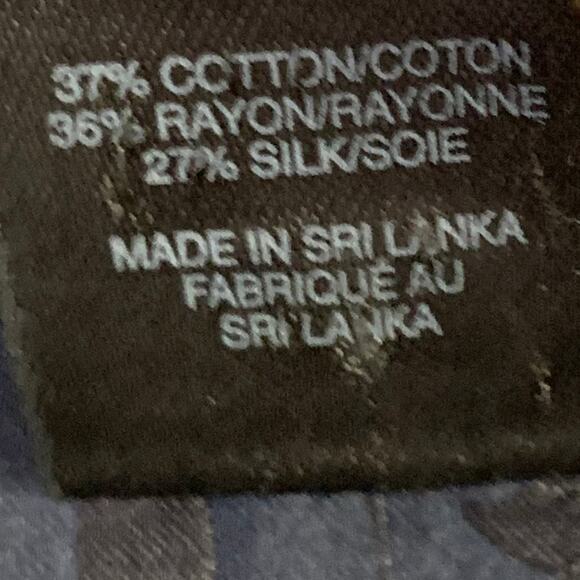 37% COTTON/COTON
36% RAYON/RAYONNE
27% SILK/SOIE
MADE IN SRI LANKA
FABRIQUÉ AU
SRI LANKA